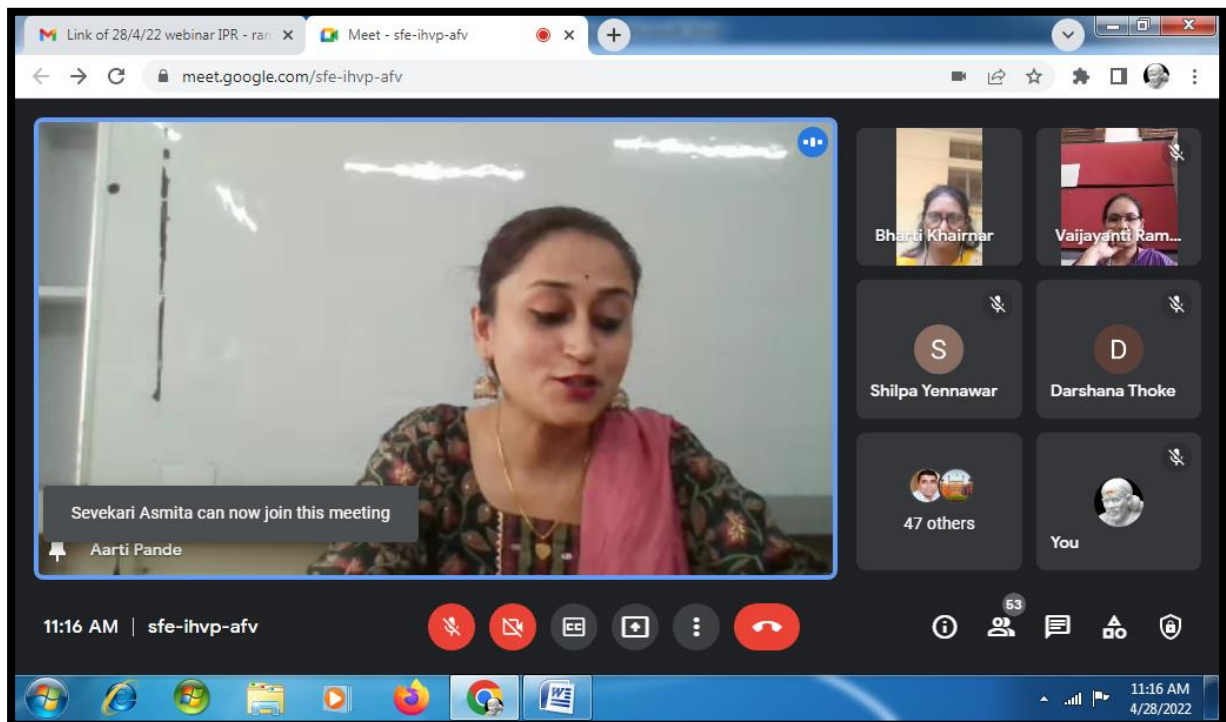 Link of 28/4/22 webinar IPR - ran
Meet - sfe-ihvp-afv
meet.google.com/sfe-ihvp-afv
Bharti Khairnar
Vaijayanti Ram...
S
Shilpa Yennawar
D
Darshana Thoke
47 others
You
Sevekari Asmita can now join this meeting
Aarti Pande
11:16 AM | sfe-ihvp-afv
CC
53
11:16 AM
4/28/2022